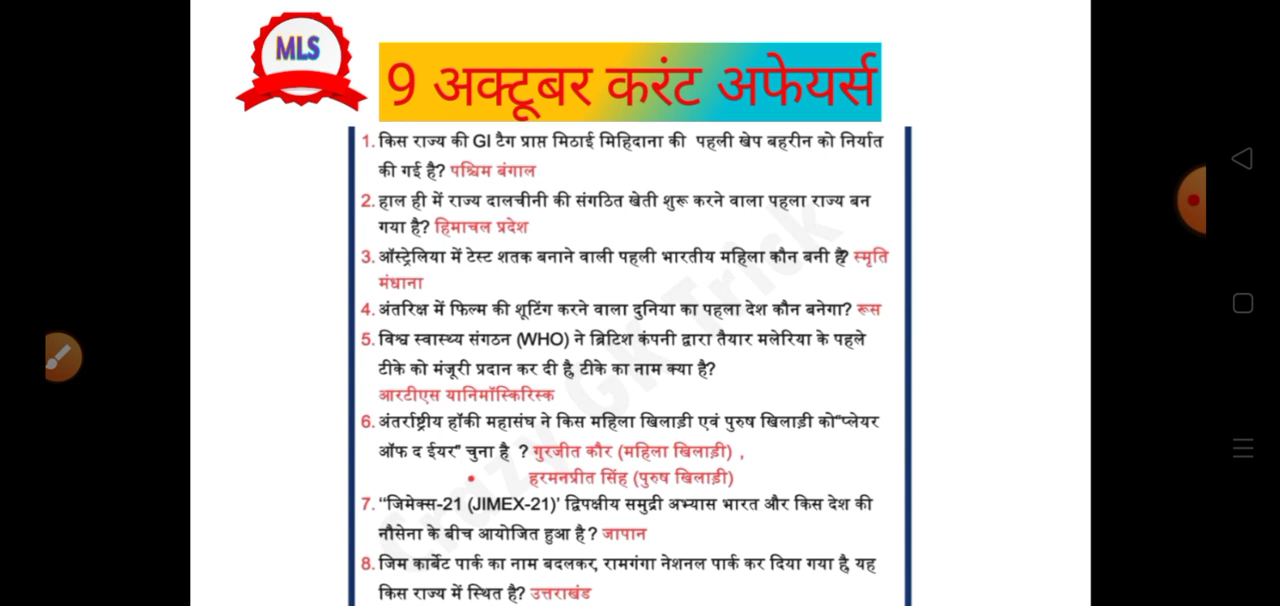 MLS
9 अक्टूबर करंट अफेयर्स
1. किस राज्य की GI टैग प्राप्त मिठाई मिहिदाना की पहली खेप बहरीन को निर्यात
की गई है? पश्चिम बंगाल
2. हाल ही में राज्य दालचीनी की संगठित खेती शुरू करने वाला पहला राज्य बन
गया है? हिमाचल प्रदेश
3. ऑस्ट्रेलिया में टेस्ट शतक बनाने वाली पहली भारतीय महिला कौन बनी है? स्मृति
मंधाना
4. अंतरिक्ष में फिल्म की शूटिंग करने वाला दुनिया का पहला देश कौन बनेगा? रूस
5. विश्व स्वास्थ्य संगठन (WHO) ने ब्रिटिश कंपनी द्वारा तैयार मलेरिया के पहले
टीके को मंजूरी प्रदान कर दी है, टीके का नाम क्या है?
आरटीएस यानिमॉस्किरिस्क
6. अंतर्राष्ट्रीय हॉकी महासंघ ने किस महिला खिलाड़ी एवं पुरुष खिलाड़ी को "प्लेयर
ऑफ द ईयर" चुना है ? गुरजीत कौर (महिला खिलाड़ी) ,
हरमनप्रीत सिंह (पुरुष खिलाड़ी)
7. "जिमेक्स-21 (JIMEX-21)' द्विपक्षीय समुद्री अभ्यास भारत और किस देश की
नौसेना के बीच आयोजित हुआ है? जापान
8. जिम कार्बेट पार्क का नाम बदलकर, रामगंगा नेशनल पार्क कर दिया गया है, यह
किस राज्य में स्थित है? उत्तराखंड
Crazy GK Trick